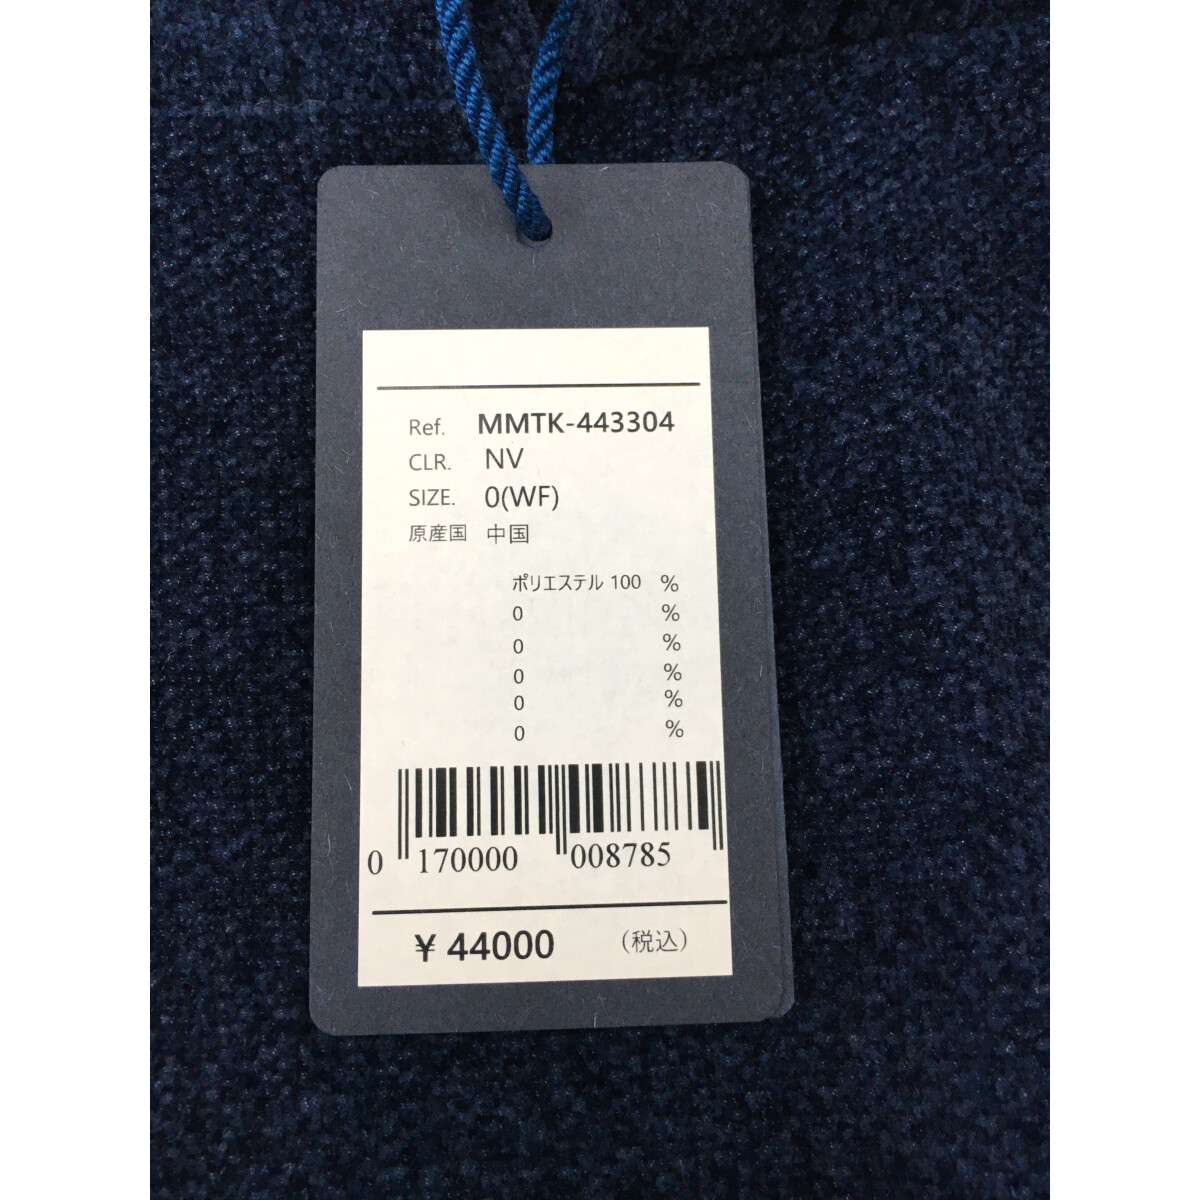 Ref. MMTK-443304
CLR. NV
SIZE. 0(WF)
原産国 中国
ポリエステル 100 %
0 %
0 %
0 %
0 %
0 %
0 170000 008785
¥ 44000 (税込)